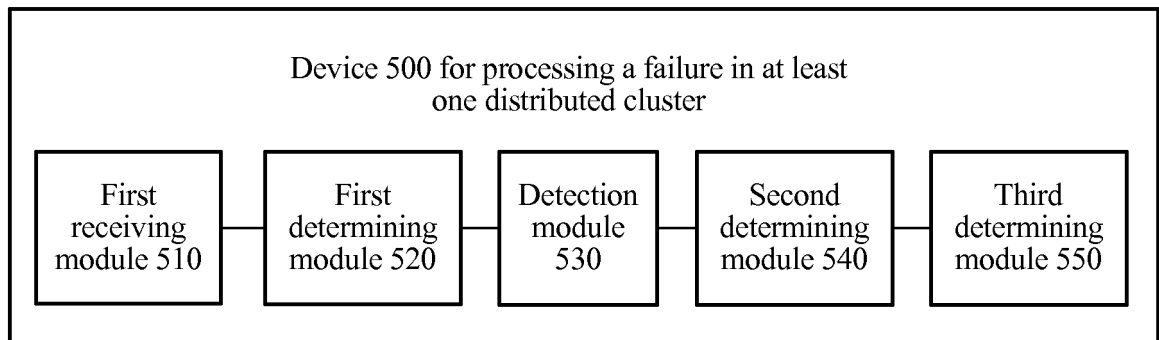 Device 500 for processing a failure in at least
one distributed cluster
First
receiving
module 510
First
determining
module 520
Detection
module
530
Second
determining
module 540
Third
determining
module 550